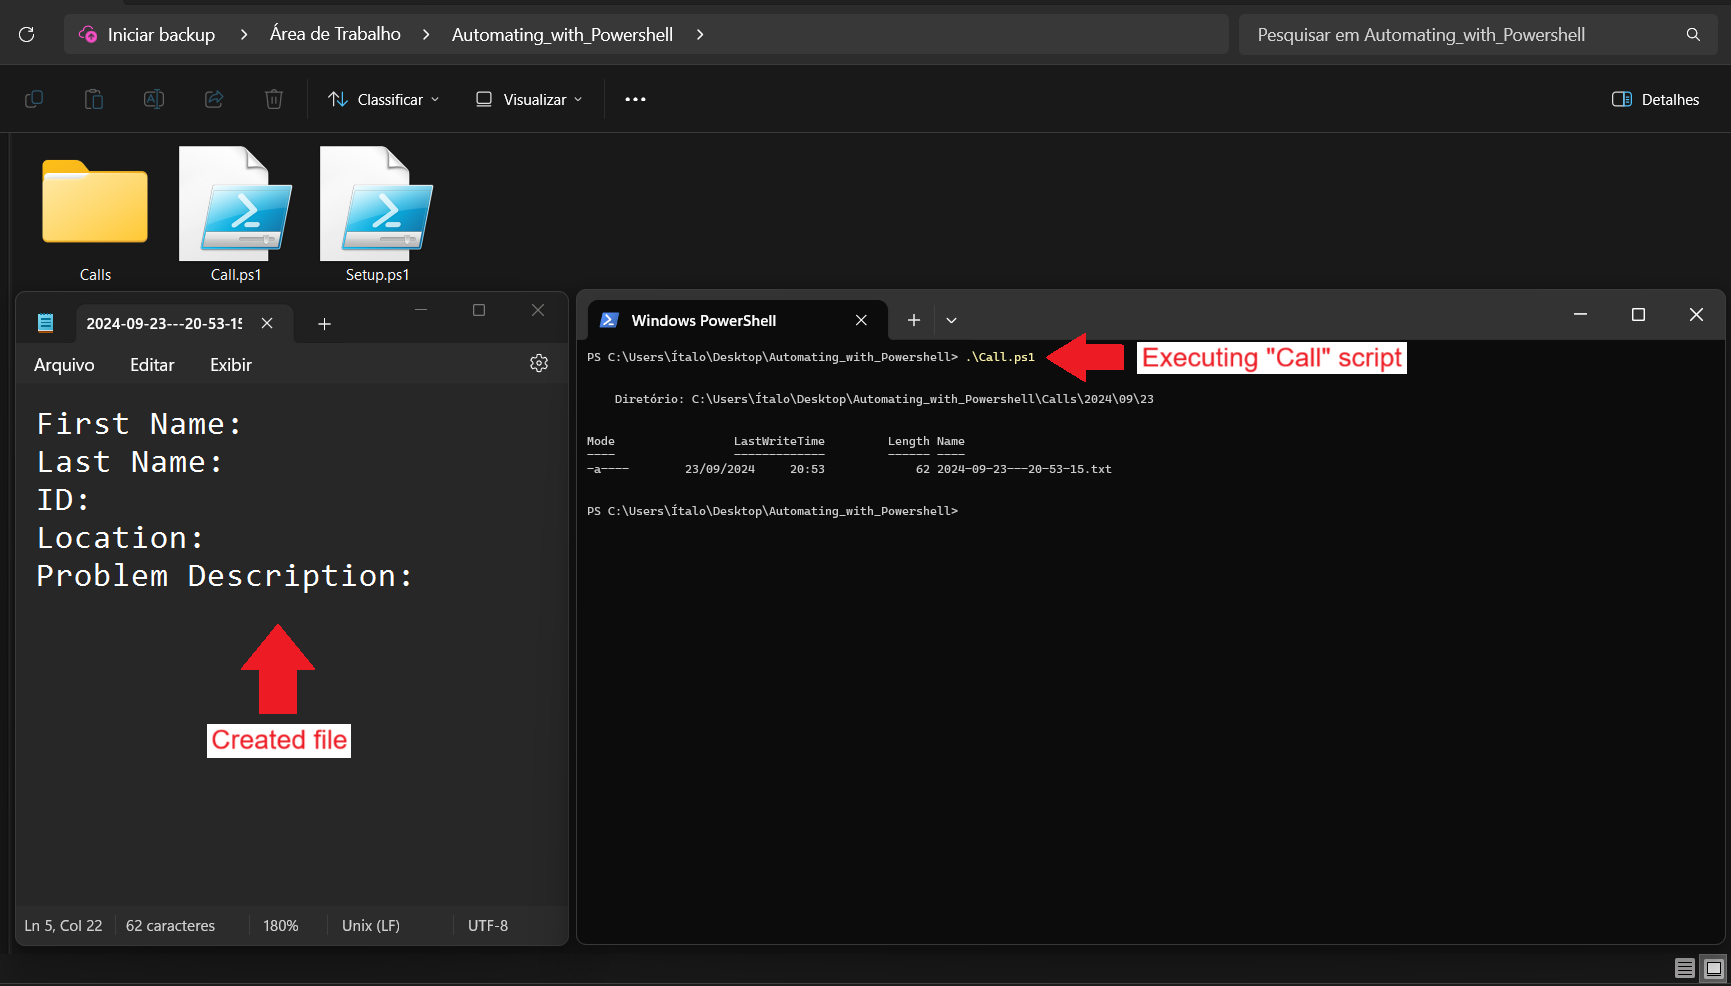 Iniciar backup > Área de Trabalho > Automating_with_Powershell >
Pesquisar em Automating_with_Powershell
Classificar
Visualizar
Detalhes
Calls
Call.ps1
Setup.ps1
2024-09-23---20-53-15
Arquivo
Editar
Exibir
First Name:
Last Name:
ID:
Location:
Problem Description:
Created file
Ln 5, Col 22
62 caracteres
180%
Unix (LF)
UTF-8
Windows PowerShell
PS C:\Users\Ítalo\Desktop\Automating_with_Powershell> .\Call.ps1
Executing "Call" script
Diretório: C:\Users\Ítalo\Desktop\Automating_with_Powershell\Calls\2024\09\23
Mode LastWriteTime Length Name
---- ------------- ------ ----
-a---- 23/09/2024 20:53 62 2024-09-23---20-53-15.txt
PS C:\Users\Ítalo\Desktop\Automating_with_Powershell>